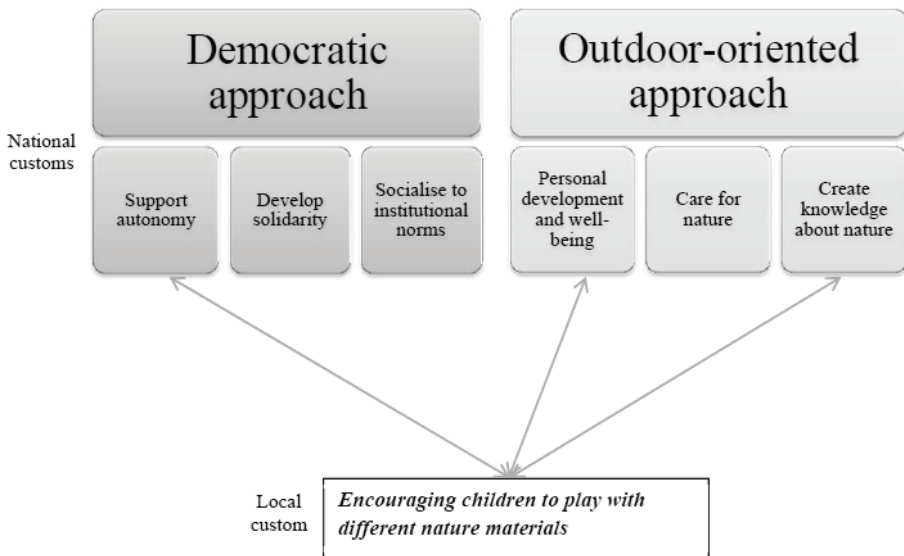 Democratic
approach
Outdoor-oriented
approach
National
customs
Support
autonomy
Develop
solidarity
Socialise to
institutional
norms
Personal
development
and well-
being
Care for
nature
Create
knowledge
about nature
Local
custom
Encouraging children to play with
different nature materials